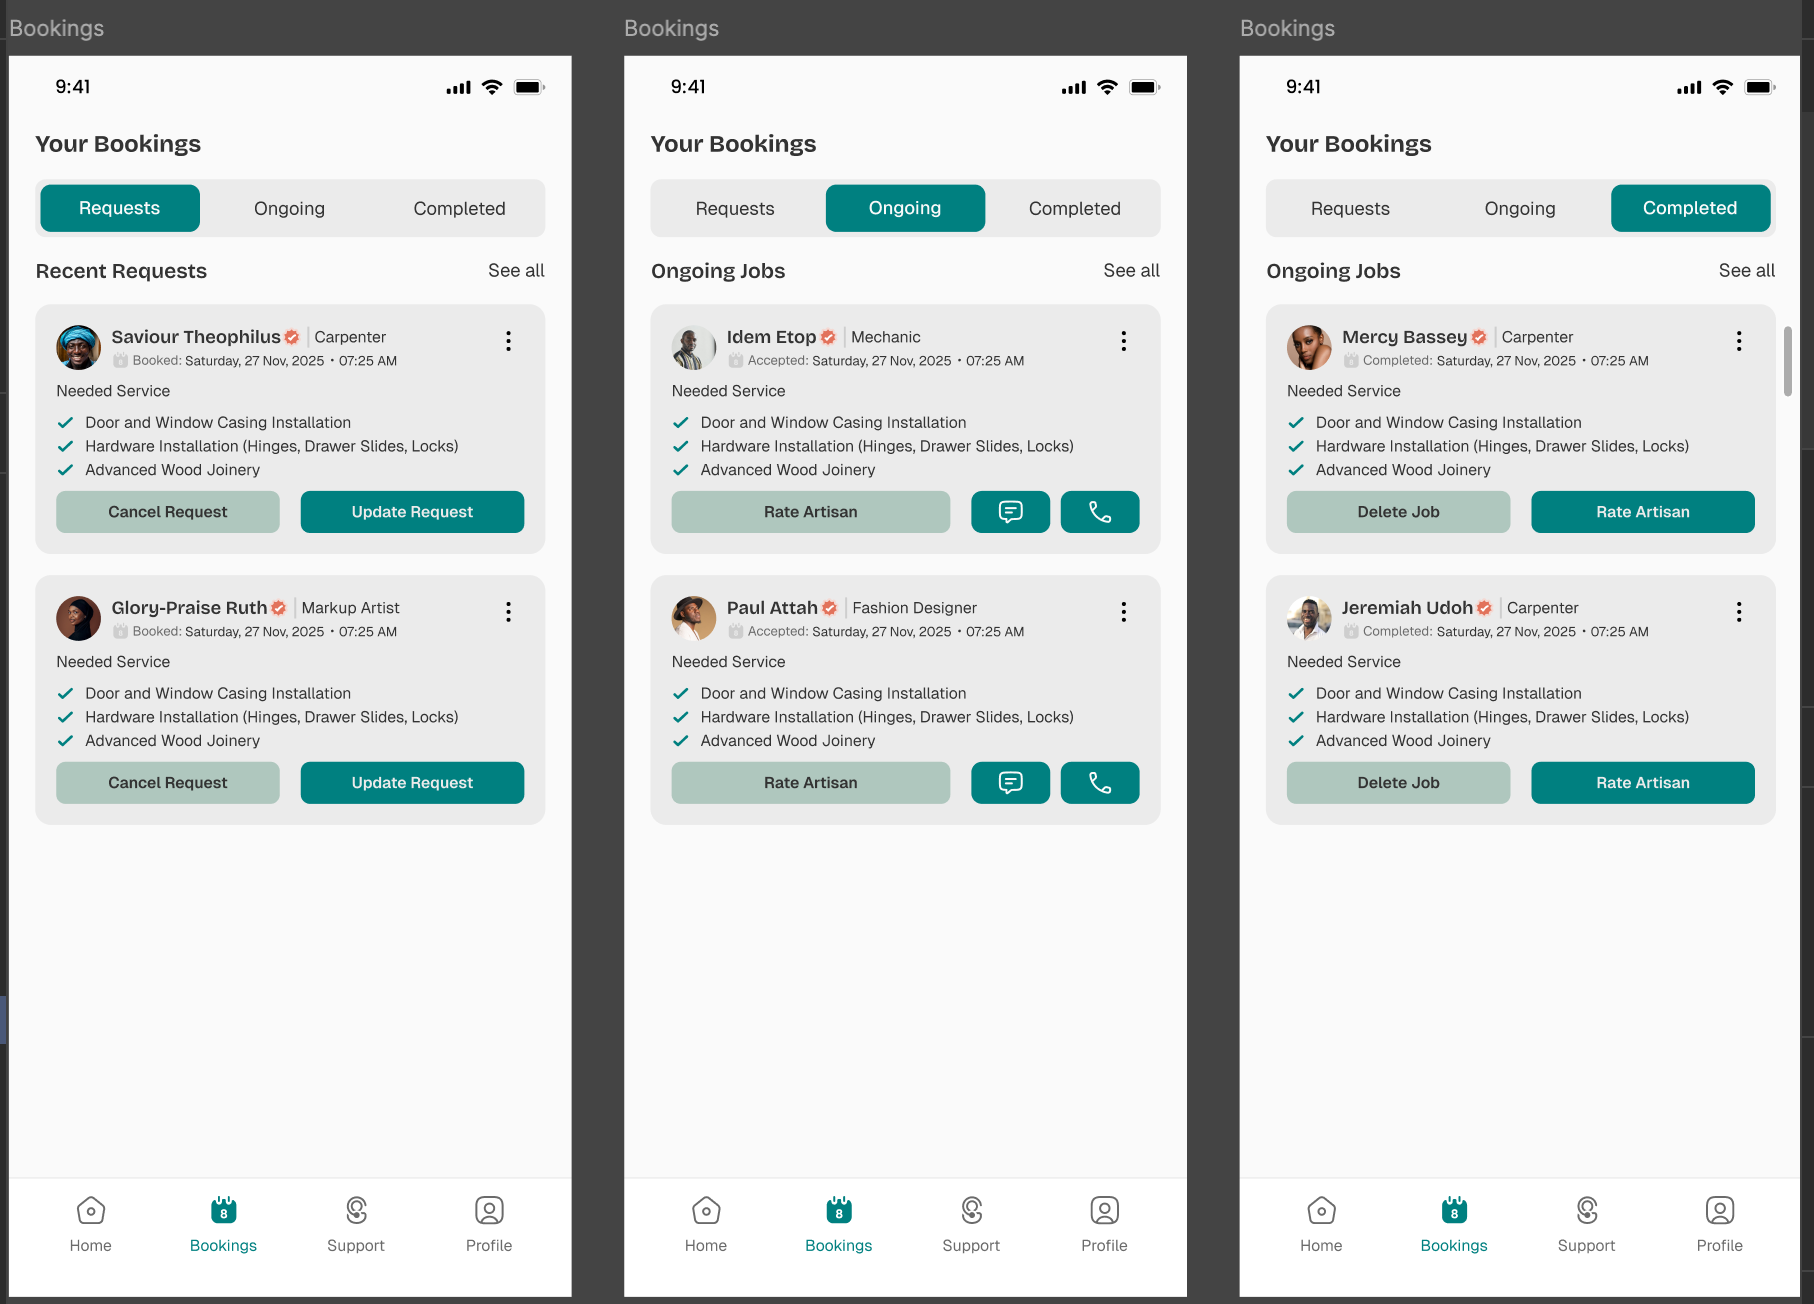 Bookings
9:41
Your Bookings
Requests Ongoing Completed
Recent Requests See all
Saviour Theophilus Carpenter
Booked: Saturday, 27 Nov, 2025 • 07:25 AM
Needed Service
Door and Window Casing Installation
Hardware Installation (Hinges, Drawer Slides, Locks)
Advanced Wood Joinery
Cancel Request Update Request
Glory-Praise Ruth Markup Artist
Booked: Saturday, 27 Nov, 2025 • 07:25 AM
Needed Service
Door and Window Casing Installation
Hardware Installation (Hinges, Drawer Slides, Locks)
Advanced Wood Joinery
Cancel Request Update Request
8
Home Bookings Support Profile
Bookings
9:41
Your Bookings
Requests Ongoing Completed
Ongoing Jobs See all
Idem Etop Mechanic
Accepted: Saturday, 27 Nov, 2025 • 07:25 AM
Needed Service
Door and Window Casing Installation
Hardware Installation (Hinges, Drawer Slides, Locks)
Advanced Wood Joinery
Rate Artisan
Paul Attah Fashion Designer
Accepted: Saturday, 27 Nov, 2025 • 07:25 AM
Needed Service
Door and Window Casing Installation
Hardware Installation (Hinges, Drawer Slides, Locks)
Advanced Wood Joinery
Rate Artisan
8
Home Bookings Support Profile
Bookings
9:41
Your Bookings
Requests Ongoing Completed
Ongoing Jobs See all
Mercy Bassey Carpenter
Completed: Saturday, 27 Nov, 2025 • 07:25 AM
Needed Service
Door and Window Casing Installation
Hardware Installation (Hinges, Drawer Slides, Locks)
Advanced Wood Joinery
Delete Job Rate Artisan
Jeremiah Udoh Carpenter
Completed: Saturday, 27 Nov, 2025 • 07:25 AM
Needed Service
Door and Window Casing Installation
Hardware Installation (Hinges, Drawer Slides, Locks)
Advanced Wood Joinery
Delete Job Rate Artisan
8
Home Bookings Support Profile